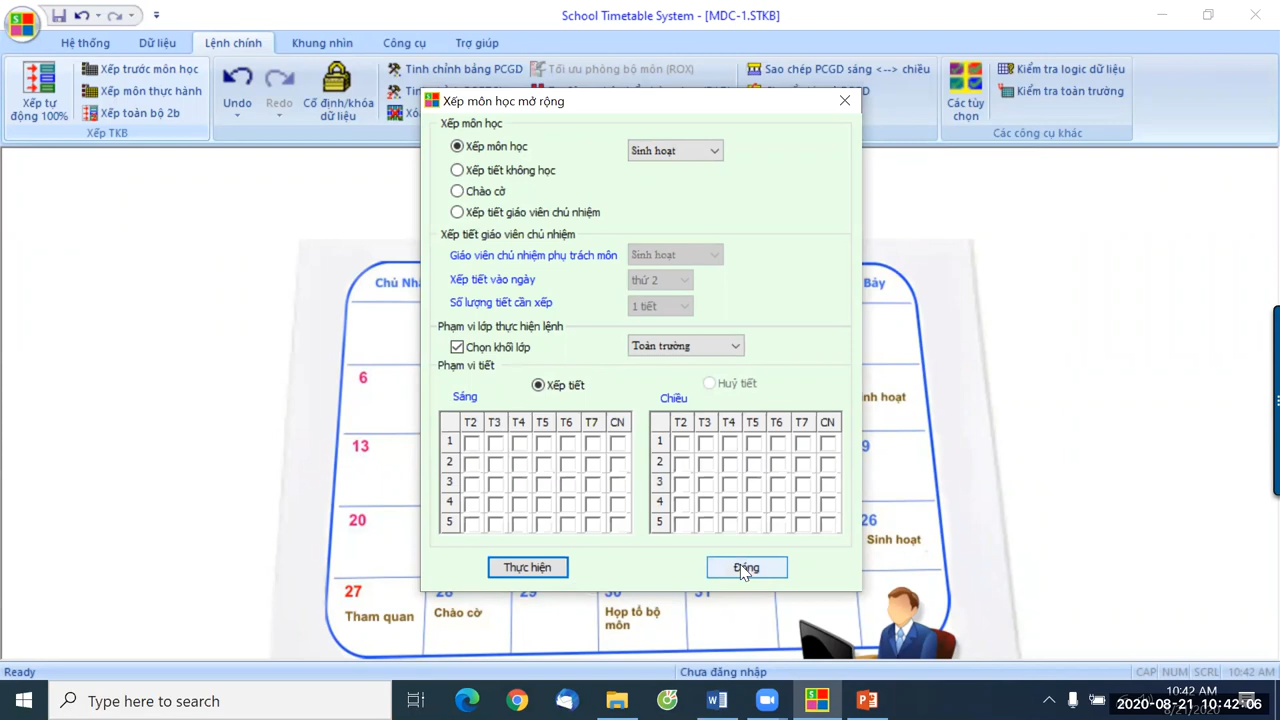 School Timetable System - [MDC-1.STKB]
Hệ thống Dữ liệu Lệnh chính Khung nhìn Công cụ Trợ giúp
Xếp tự động 100%
Xếp trước môn học
Xếp môn thực hành
Xếp toàn bộ 2b
Xếp TKB
Undo Redo
Cố định/khóa dữ liệu
Tinh chỉnh bảng PCGD
Tối ưu phòng bộ môn (ROX)
Sao chép PCGD sáng <--> chiều
Các tùy chọn
Kiểm tra logic dữ liệu
Kiểm tra toàn trường
Các công cụ khác
Xếp môn học mở rộng
Xếp môn học
Xếp môn học Sinh hoạt
Xếp tiết không học
Chào cờ
Xếp tiết giáo viên chủ nhiệm
Xếp tiết giáo viên chủ nhiệm
Giáo viên chủ nhiệm phụ trách môn Sinh hoạt
Xếp tiết vào ngày thứ 2
Số lượng tiết cần xếp 1 tiết
Phạm vi lớp thực hiện lệnh
Chọn khối lớp Toàn trường
Phạm vi tiết
Xếp tiết Huỷ tiết
Sáng Chiều
T2 T3 T4 T5 T6 T7 CN T2 T3 T4 T5 T6 T7 CN
1 1
2 2
3 3
4 4
5 5
Thực hiện Đóng
6
13
20
26
Sinh hoạt
27 28 29 30 31
Tham quan Chào cờ Họp tổ bộ môn
Ready Chưa đăng nhập CAP NUM SCRL 10:42 AM
Type here to search
10:42 AM
2020-08-21 10:42:06